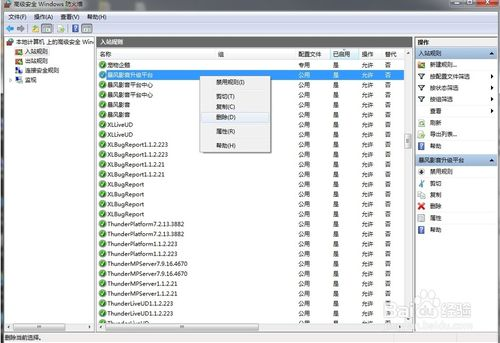 高级安全 Windows 防火墙
文件(F) 操作(A) 查看(V) 帮助(H)
本地计算机 上的高级安全 Windows
入站规则
出站规则
连接安全规则
监视
入站规则
名称 组 配置文件 已启用 操作 替代
宠物企鹅 专用 是 允许 否
暴风影音升级平台 公用 是 允许 否
暴风影音平台中心 公用 是 允许 否
暴风影音平台中心 公用 是 允许 否
暴风影音 公用 是 允许 否
暴风影音 公用 是 允许 否
XLLiveUD 公用 是 允许 否
XLLiveUD 公用 是 允许 否
XLBugReport1.1.2.223 公用 是 允许 否
XLBugReport1.1.2.223 公用 是 允许 否
XLBugReport1.1.2.21 公用 是 允许 否
XLBugReport1.1.2.21 公用 是 允许 否
XLBugReport 公用 是 允许 否
XLBugReport 公用 是 允许 否
XLBugReport 公用 是 允许 否
XLBugReport 公用 是 允许 否
ThunderPlatform7.2.13.3882 公用 是 允许 否
ThunderPlatform7.2.13.3882 公用 是 允许 否
ThunderPlatform1.1.2.223 公用 是 允许 否
ThunderPlatform1.1.2.223 公用 是 允许 否
ThunderMPServer7.9.16.4670 公用 是 允许 否
ThunderMPServer7.9.16.4670 公用 是 允许 否
ThunderMPServer1.1.2.21 公用 是 允许 否
ThunderMPServer1.1.2.21 公用 是 允许 否
ThunderLiveUD1.1.2.223 公用 是 允许 否
ThunderLiveUD1.1.2.223 公用 是 允许 否
禁用规则(I)
剪切(T)
复制(C)
删除(D)
属性(R)
帮助(H)
操作
入站规则
新建规则...
按配置文件筛选
按状态筛选
按组筛选
查看
刷新
导出列表...
帮助
暴风影音升级平台
禁用规则
剪切
复制
删除
属性
帮助
Baidu 经验
jingyan.baidu.com
删除当前选择。